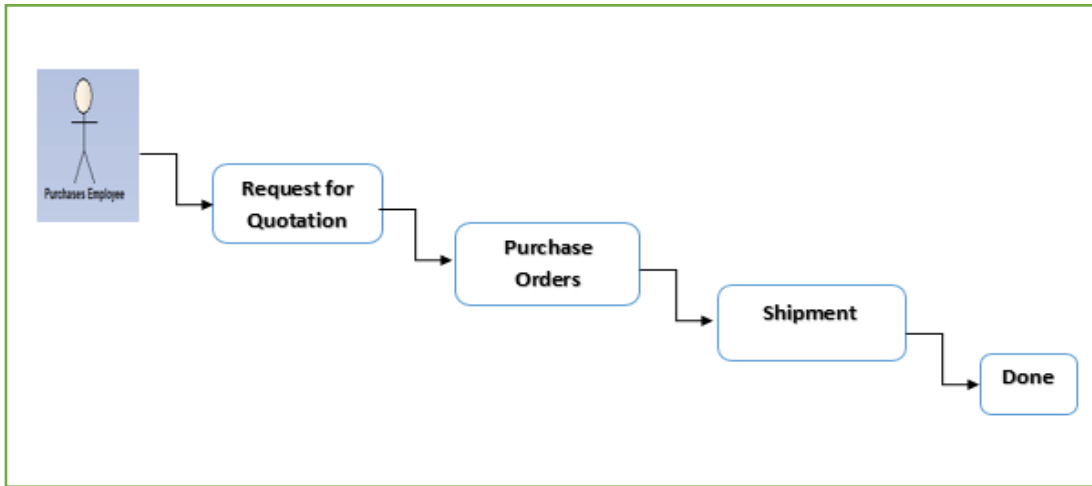 Purchases Employee
Request for
Quotation
Purchase
Orders
Shipment
Done